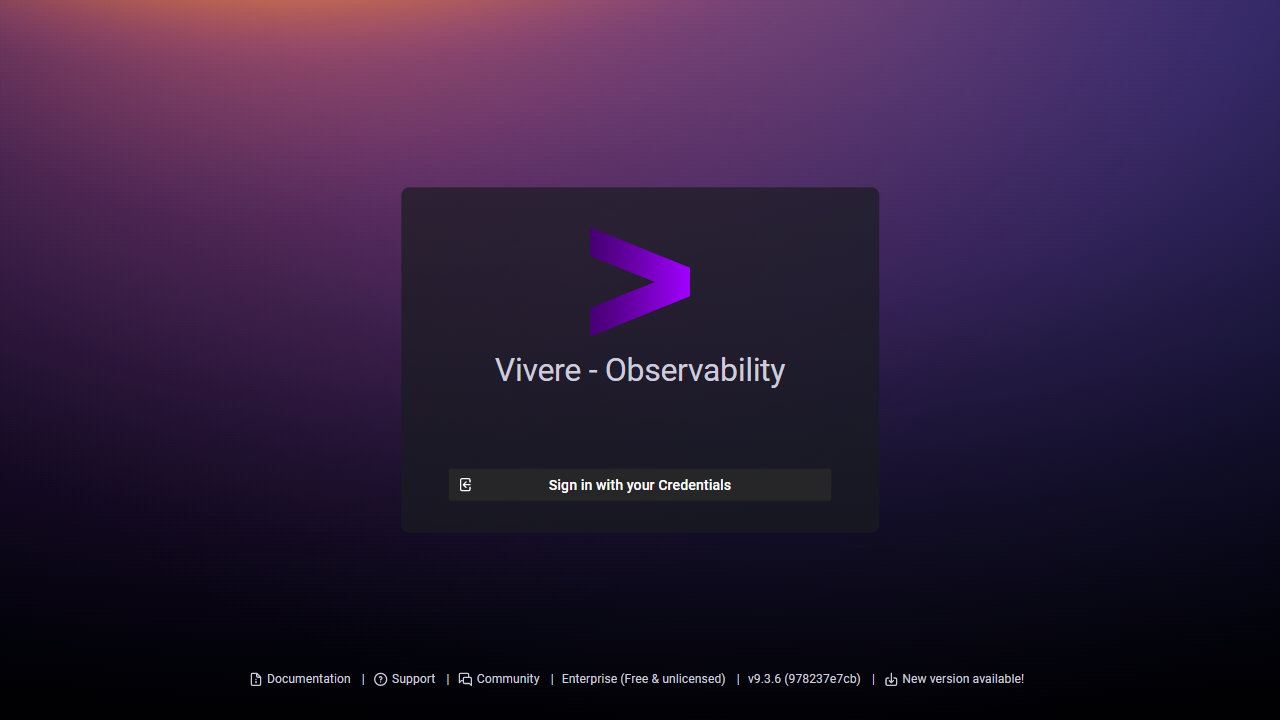 Vivere - Observability
Sign in with your Credentials
Documentation | Support | Community | Enterprise (Free & unlicensed) | v9.3.6 (978237e7cb) | New version available!